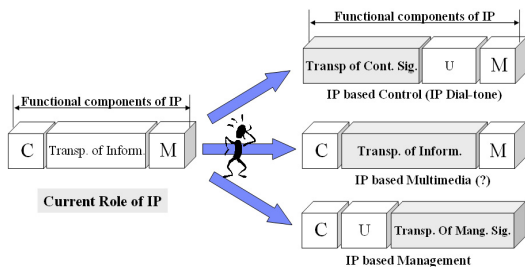 Functional components of IP
C
Transp. of Inform.
M
Current Role of IP
Functional components of IP
Transp of Cont. Sig.
U
M
IP based Control (IP Dial-tone)
C
Transp. of Inform.
M
IP based Multimedia (?)
C
U
Transp. Of Mang. Sig.
IP based Management